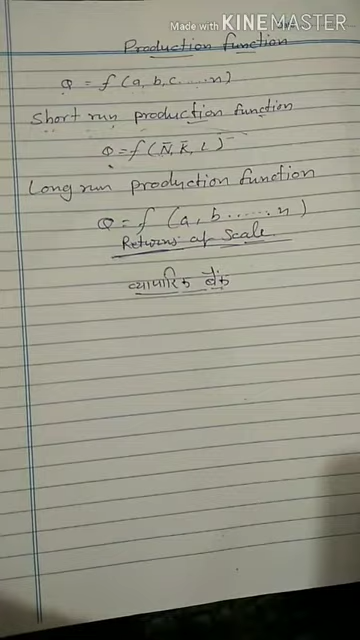 Made with KINEMASTER
Production function
Q = f (a, b, c ..... n)
Short run production function
Q = f (N̄, K̄, L)
Long run production function
Q = f (a, b ...... n)
Returns of Scale
व्यापारिक बैंक